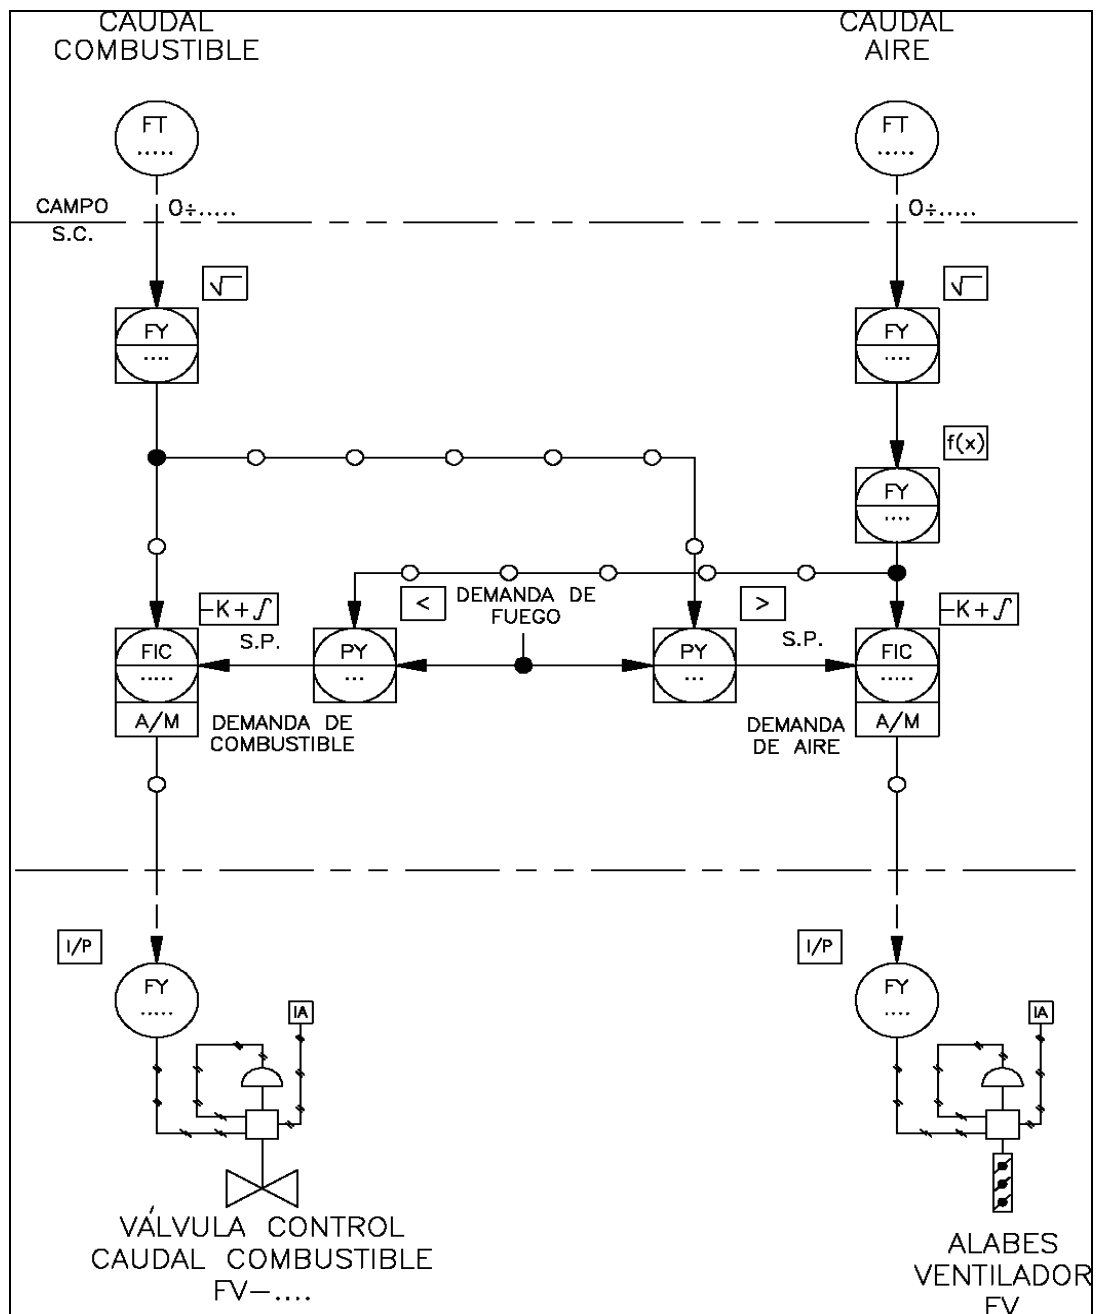 CAUDAL
COMBUSTIBLE
CAUDAL
AIRE
FT
.....
FT
.....
CAMPO
0÷.....
0÷.....
S.C.
√
√
FY
....
FY
....
f(x)
FY
....
<
DEMANDA DE
FUEGO
>
-K+∫
-K+∫
S.P.
S.P.
FIC
.....
PY
...
PY
...
FIC
.....
A/M
A/M
DEMANDA DE
COMBUSTIBLE
DEMANDA
DE AIRE
I/P
I/P
FY
.....
FY
....
IA
IA
VÁLVULA CONTROL
CAUDAL COMBUSTIBLE
FV-....
ALABES
VENTILADOR
FV